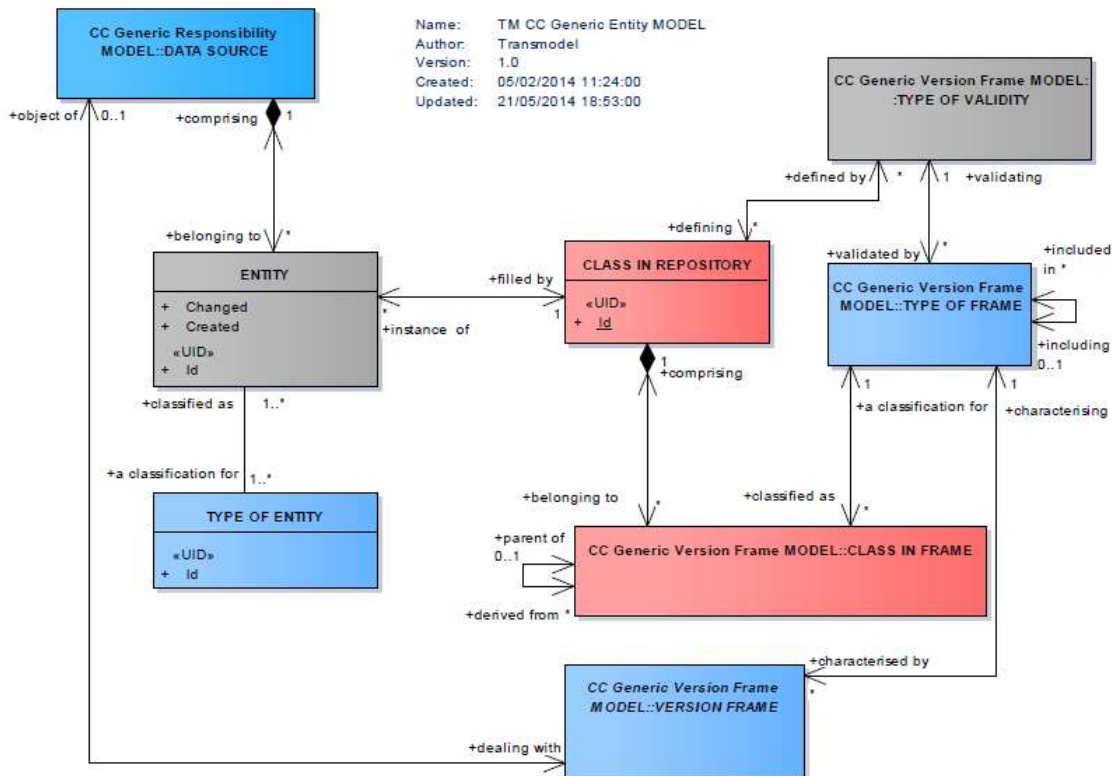 CC Generic Responsibility
MODEL::DATA SOURCE
Name: TM CC Generic Entity MODEL
Author: Transmodel
Version: 1.0
Created: 05/02/2014 11:24:00
Updated: 21/05/2014 18:53:00
CC Generic Version Frame MODEL:
:TYPE OF VALIDITY
+object of
0..1
+comprising
1
+defined by
*
1
+validating
+belonging to
*
+defining
*
+validated by
*
+included
in *
ENTITY
+ Changed
+ Created
«UID»
+ Id
+filled by
1
*
+instance of
CLASS IN REPOSITORY
«UID»
+ Id
CC Generic Version Frame
MODEL::TYPE OF FRAME
+including
0..1
1
+comprising
1
+a classification for
1
+characterising
+classified as
1..*
+a classification for
1..*
TYPE OF ENTITY
«UID»
+ Id
+belonging to
*
+classified as
*
+parent of
0..1
CC Generic Version Frame MODEL::CLASS IN FRAME
+derived from *
+characterised by
*
CC Generic Version Frame
MODEL::VERSION FRAME
+dealing with